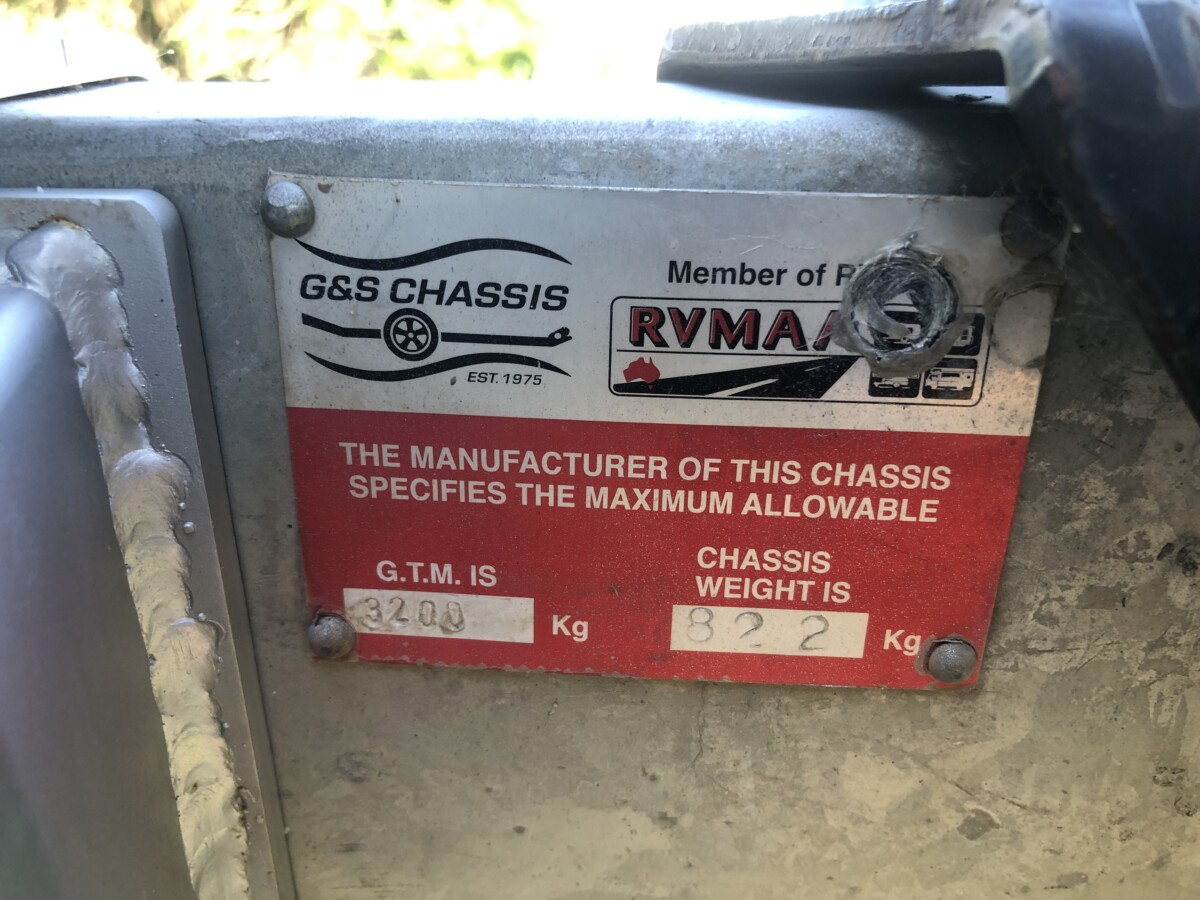 G&S CHASSIS
EST. 1975
Member of
RVMAA
THE MANUFACTURER OF THIS CHASSIS
SPECIFIES THE MAXIMUM ALLOWABLE
G.T.M. IS
3200 Kg
CHASSIS
WEIGHT IS
822 Kg